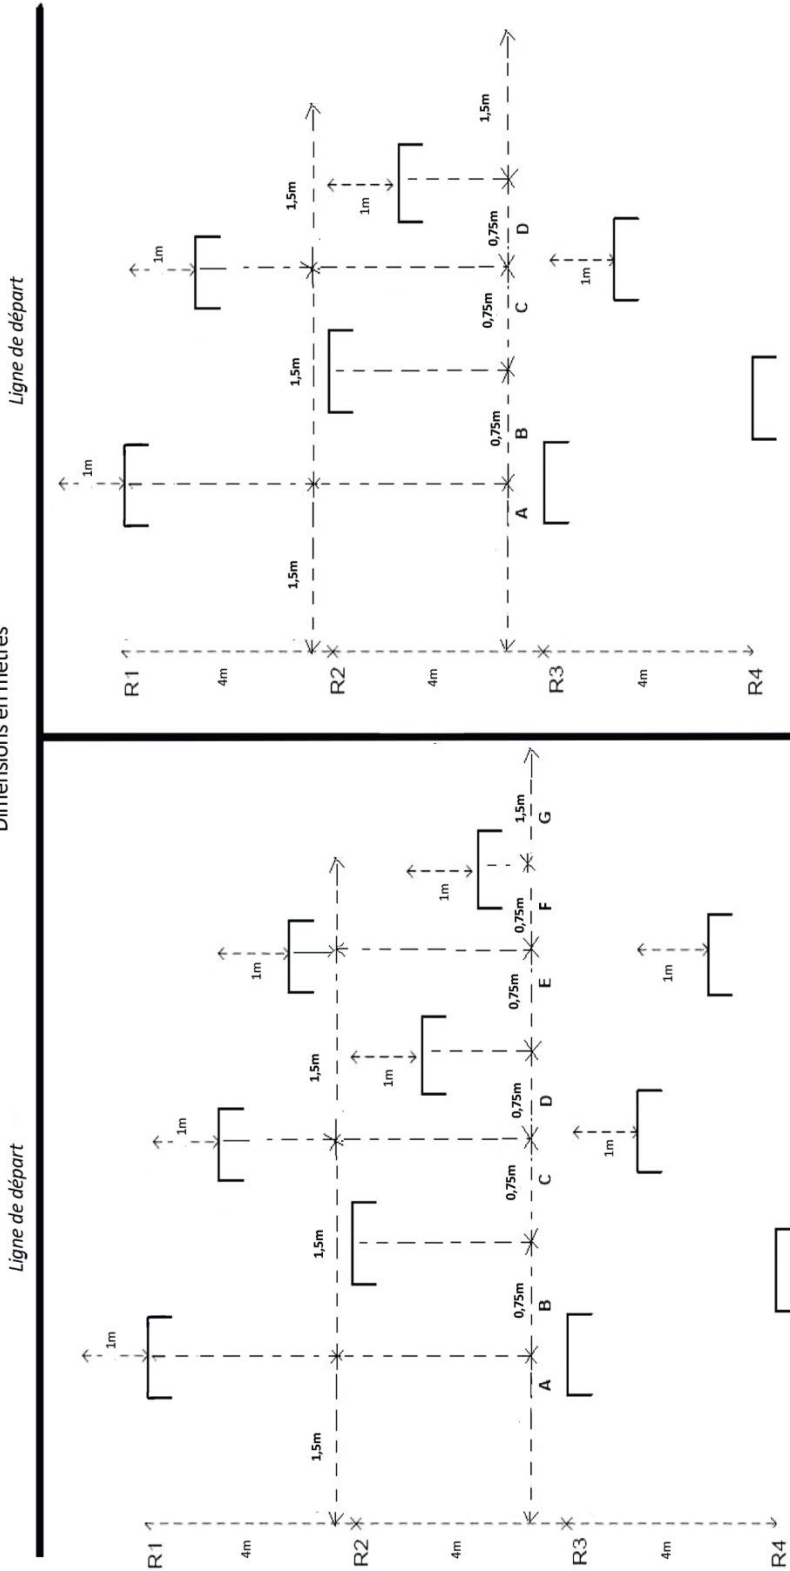 Dimensions en mètres
Ligne de départ
1m
R1
1m
4m
1m
1,5m 1,5m 1,5m
R2
1m
4m
1m
0,75m 0,75m 0,75m 0,75m 0,75m 1,5m
A B C D E F G
R3
1m
4m
1m
R4
Ligne de départ
1m
R1
1m
4m
1,5m 1,5m 1,5m
R2
1m
4m
0,75m 0,75m 0,75m 1,5m
A B C D
R3
1m
4m
R4